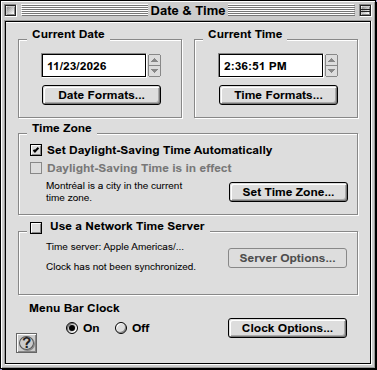 Date & Time
Current Date
Current Time
11/23/2026
2:36:51 PM
Date Formats...
Time Formats...
Time Zone
Set Daylight-Saving Time Automatically
Daylight-Saving Time is in effect
Montréal is a city in the current
time zone.
Set Time Zone...
Use a Network Time Server
Time server: Apple Americas/...
Server Options...
Clock has not been synchronized.
Menu Bar Clock
On
Off
Clock Options...
?